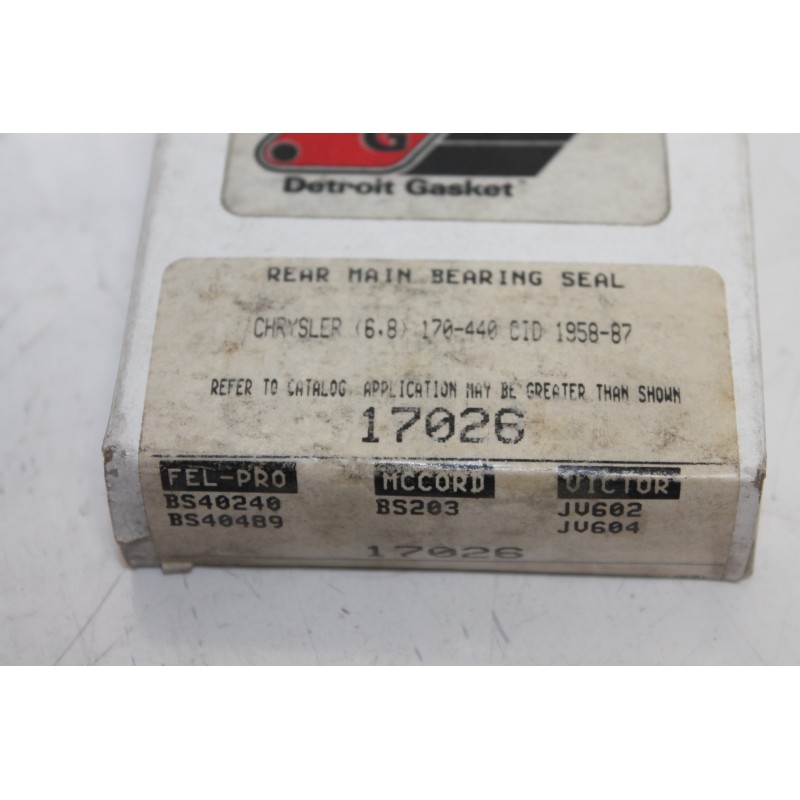 G
Detroit Gasket
REAR MAIN BEARING SEAL
CHRYSLER (6,8) 170-440 CID 1958-87
REFER TO CATALOG. APPLICATION MAY BE GREATER THAN SHOWN
17026
FEL-PRO MCCORD VICTOR
BS40240 BS203 JV602
BS40489 JV604
17026